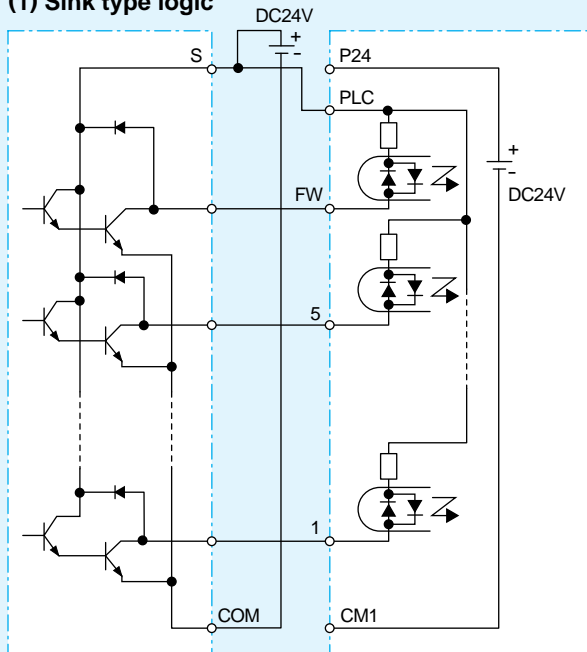 (1) Sink type logic
DC24V
+
-
S
P24
PLC
+
-
DC24V
FW
5
1
COM
CM1